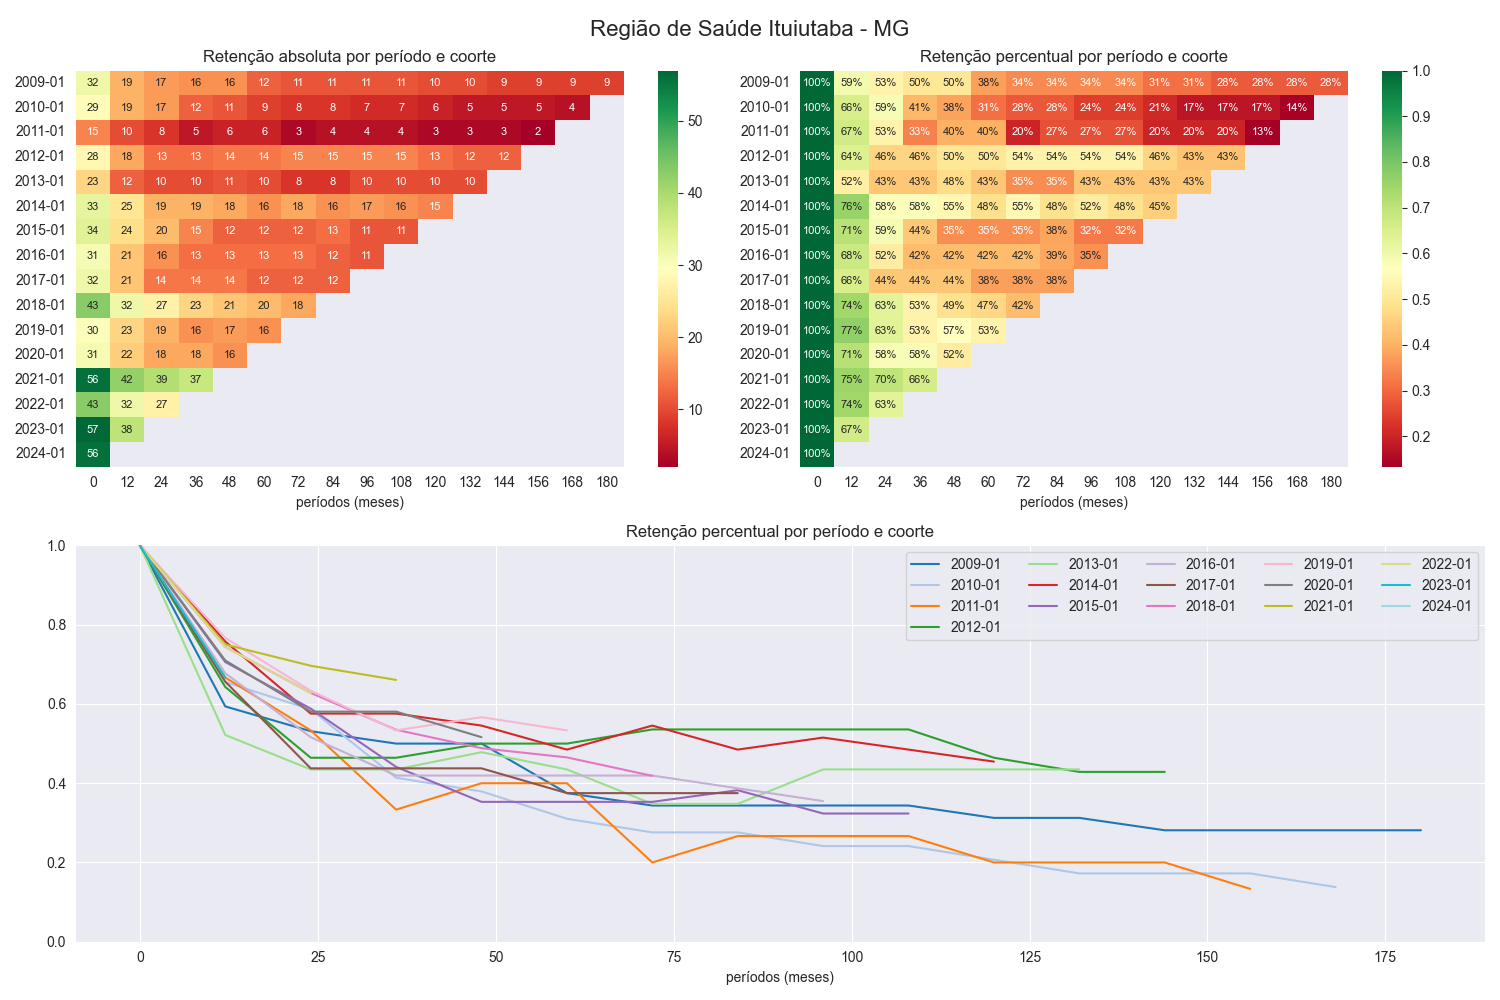 Região de Saúde Ituiutaba - MG
Retenção absoluta por período e coorte
2009-01 32 19 17 16 16 12 11 11 11 11 10 10 9 9 9 9
2010-01 29 19 17 12 11 9 8 8 7 7 6 5 5 5 4
2011-01 15 10 8 5 6 6 3 4 4 4 3 3 3 2
2012-01 28 18 13 13 14 14 15 15 15 15 13 12 12
2013-01 23 12 10 10 11 10 8 8 10 10 10 10
2014-01 33 25 19 19 18 16 18 16 17 16 15
2015-01 34 24 20 15 12 12 12 13 11 11
2016-01 31 21 16 13 13 13 13 12 11
2017-01 32 21 14 14 14 12 12 12
2018-01 43 32 27 23 21 20 18
2019-01 30 23 19 16 17 16
2020-01 31 22 18 18 16
2021-01 56 42 39 37
2022-01 43 32 27
2023-01 57 38
2024-01 56
0 12 24 36 48 60 72 84 96 108 120 132 144 156 168 180
períodos (meses)
50
40
30
20
10
Retenção percentual por período e coorte
2009-01 100% 59% 53% 50% 50% 38% 34% 34% 34% 34% 31% 31% 28% 28% 28% 28%
2010-01 100% 66% 59% 41% 38% 31% 28% 28% 24% 24% 21% 17% 17% 17% 14%
2011-01 100% 67% 53% 33% 40% 40% 20% 27% 27% 27% 20% 20% 20% 13%
2012-01 100% 64% 46% 46% 50% 50% 54% 54% 54% 54% 46% 43% 43%
2013-01 100% 52% 43% 43% 48% 43% 35% 35% 43% 43% 43% 43%
2014-01 100% 76% 58% 58% 55% 48% 55% 48% 52% 48% 45%
2015-01 100% 71% 59% 44% 35% 35% 35% 38% 32% 32%
2016-01 100% 68% 52% 42% 42% 42% 42% 39% 35%
2017-01 100% 66% 44% 44% 44% 38% 38% 38%
2018-01 100% 74% 63% 53% 49% 47% 42%
2019-01 100% 77% 63% 53% 57% 53%
2020-01 100% 71% 58% 58% 52%
2021-01 100% 75% 70% 66%
2022-01 100% 74% 63%
2023-01 100% 67%
2024-01 100%
0 12 24 36 48 60 72 84 96 108 120 132 144 156 168 180
períodos (meses)
1.0
0.9
0.8
0.7
0.6
0.5
0.4
0.3
0.2
Retenção percentual por período e coorte
1.0
0.8
0.6
0.4
0.2
0.0
2009-01 2013-01 2016-01 2019-01 2022-01
2010-01 2014-01 2017-01 2020-01 2023-01
2011-01 2015-01 2018-01 2021-01 2024-01
2012-01
0 25 50 75 100 125 150 175
períodos (meses)